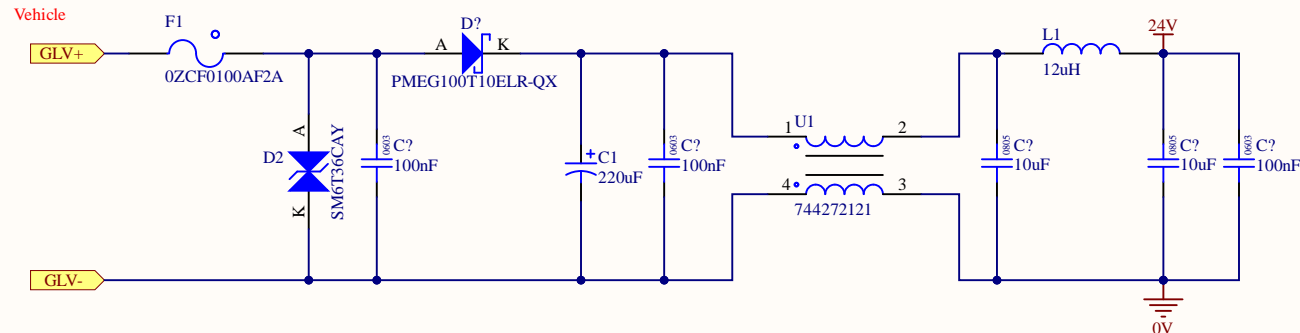 Vehicle
GLV+
F1
0ZCF0100AF2A
A
D?
K
PMEG100T10ELR-QX
L1
12uH
24V
A
D2
K
SM6T36CAY
0603
C?
100nF
C1
220uF
0603
C?
100nF
U1
1
2
4
3
744272121
0805
C?
10uF
0805
C?
10uF
0603
C?
100nF
GLV-
0V